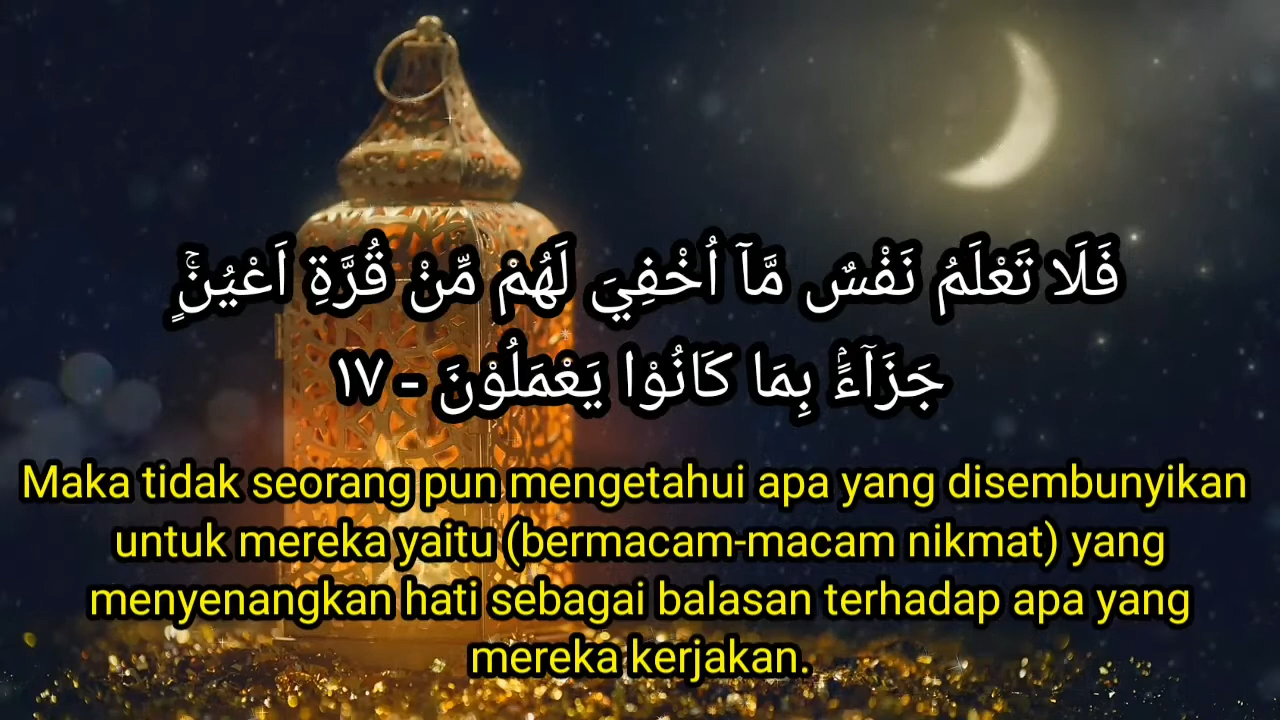 فَلَا تَعْلَمُ نَفْسٌ مَّآ اُخْفِيَ لَهُمْ مِّنْ قُرَّةِ اَعْيُنٍۚ
جَزَاۤءًۢ بِمَا كَانُوْا يَعْمَلُوْنَ - ١٧
Maka tidak seorang pun mengetahui apa yang disembunyikan
untuk mereka yaitu (bermacam-macam nikmat) yang
menyenangkan hati sebagai balasan terhadap apa yang
mereka kerjakan.